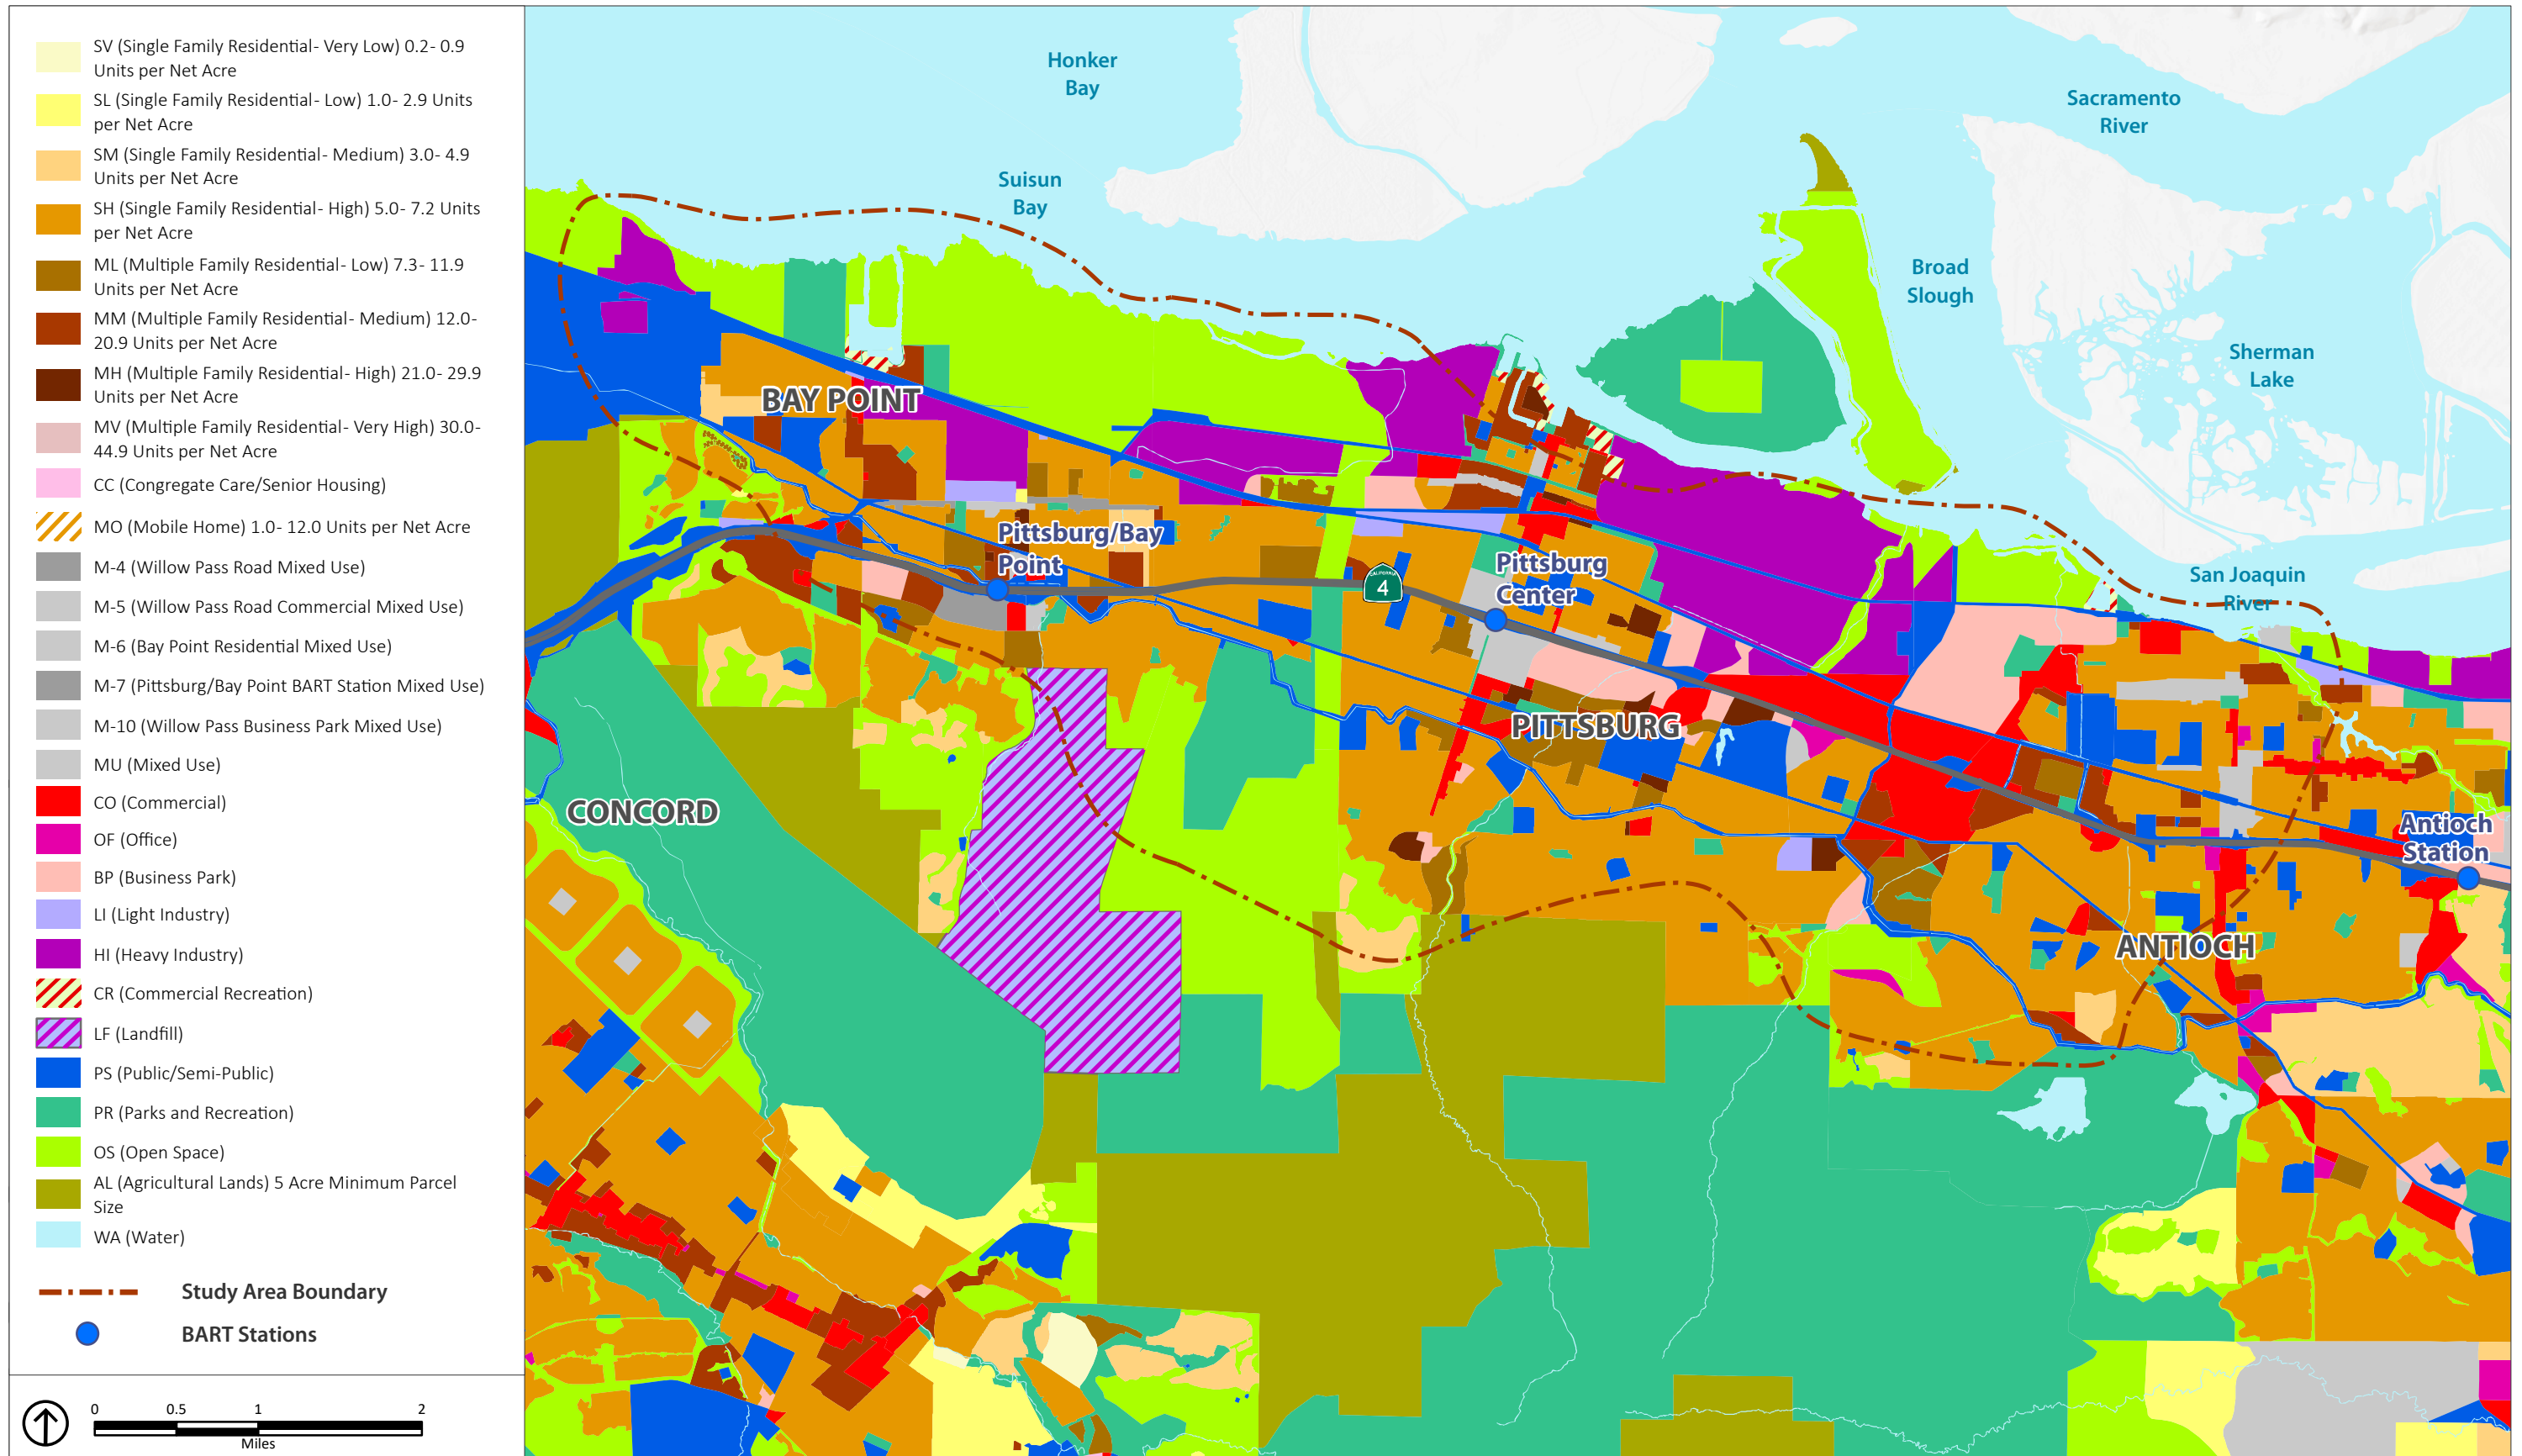 SV (Single Family Residential- Very Low) 0.2- 0.9
Units per Net Acre
SL (Single Family Residential- Low) 1.0- 2.9 Units
per Net Acre
SM (Single Family Residential- Medium) 3.0- 4.9
Units per Net Acre
SH (Single Family Residential- High) 5.0- 7.2 Units
per Net Acre
ML (Multiple Family Residential- Low) 7.3- 11.9
Units per Net Acre
MM (Multiple Family Residential- Medium) 12.0-
20.9 Units per Net Acre
MH (Multiple Family Residential- High) 21.0- 29.9
Units per Net Acre
MV (Multiple Family Residential- Very High) 30.0-
44.9 Units per Net Acre
CC (Congregate Care/Senior Housing)
MO (Mobile Home) 1.0- 12.0 Units per Net Acre
M-4 (Willow Pass Road Mixed Use)
M-5 (Willow Pass Road Commercial Mixed Use)
M-6 (Bay Point Residential Mixed Use)
M-7 (Pittsburg/Bay Point BART Station Mixed Use)
M-10 (Willow Pass Business Park Mixed Use)
MU (Mixed Use)
CO (Commercial)
OF (Office)
BP (Business Park)
LI (Light Industry)
HI (Heavy Industry)
CR (Commercial Recreation)
LF (Landfill)
PS (Public/Semi-Public)
PR (Parks and Recreation)
OS (Open Space)
AL (Agricultural Lands) 5 Acre Minimum Parcel
Size
WA (Water)
Study Area Boundary
BART Stations
0 0.5 1 2
Miles
Honker
Bay
Suisun
Bay
Sacramento
River
Broad
Slough
Sherman
Lake
San Joaquin
River
BAY POINT
Pittsburg/Bay
Point
CALIFORNIA
4
Pittsburg
Center
PITTSBURG
CONCORD
Antioch
Station
ANTIOCH